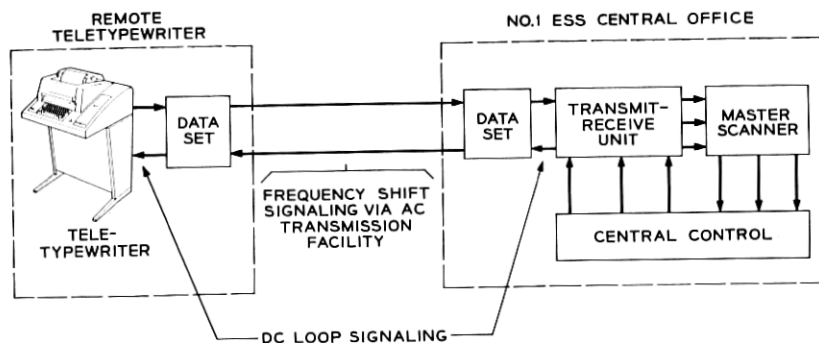 REMOTE
TELETYPEWRITER
NO.1 ESS CENTRAL OFFICE
DATA
SET
DATA
SET
TRANSMIT-
RECEIVE
UNIT
MASTER
SCANNER
FREQUENCY SHIFT
SIGNALING VIA AC
TRANSMISSION
FACILITY
TELE-
TYPEWRITER
CENTRAL CONTROL
DC LOOP SIGNALING